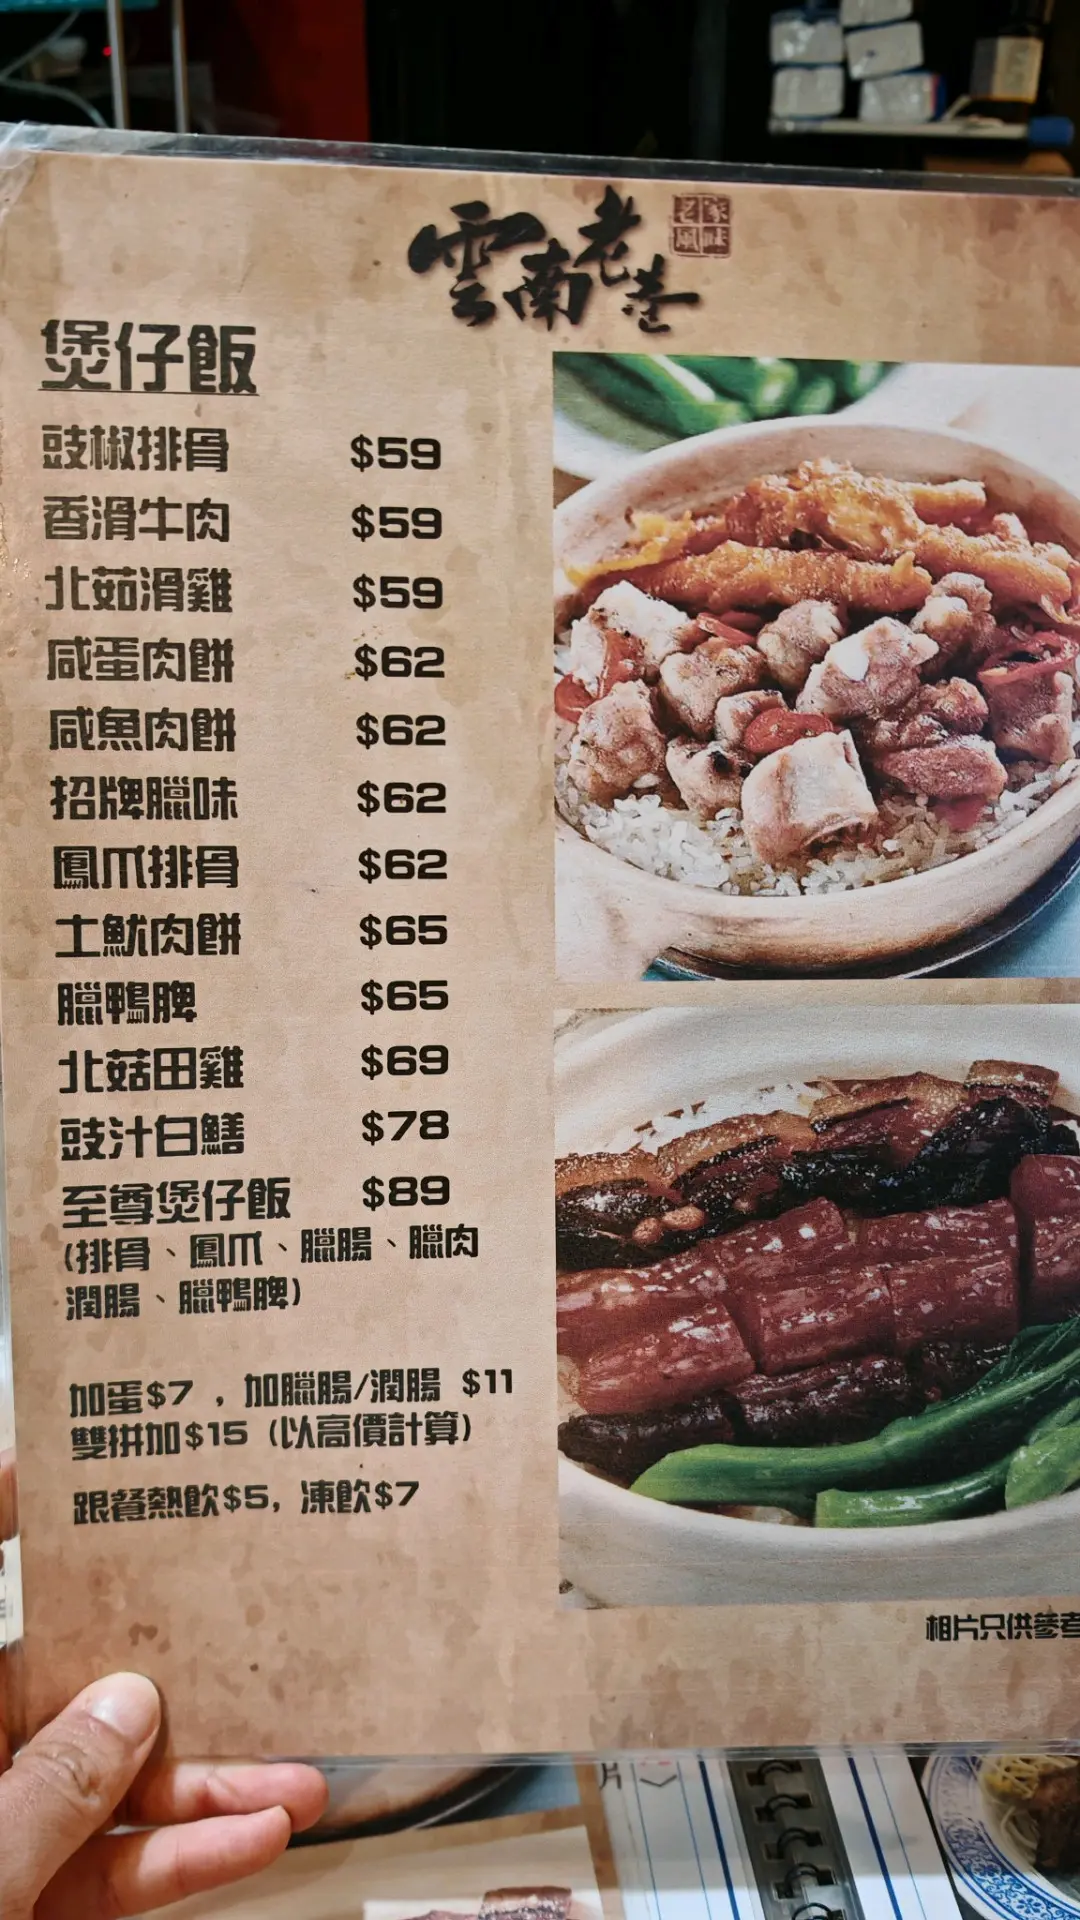 雲南老巷
老家風味
煲仔飯
豉椒排骨 $59
香滑牛肉 $59
北茹滑雞 $59
咸蛋肉餅 $62
咸魚肉餅 $62
招牌臘味 $62
鳳爪排骨 $62
土魷肉餅 $65
臘鴨脾 $65
北菇田雞 $69
豉汁白鱔 $78
至尊煲仔飯 $89
(排骨、鳳爪、臘腸、臘肉
潤腸、臘鴨脾)
加蛋$7 , 加臘腸/潤腸 $11
雙拼加$15 (以高價計算)
跟餐熱飲$5, 凍飲$7
相片只供參考